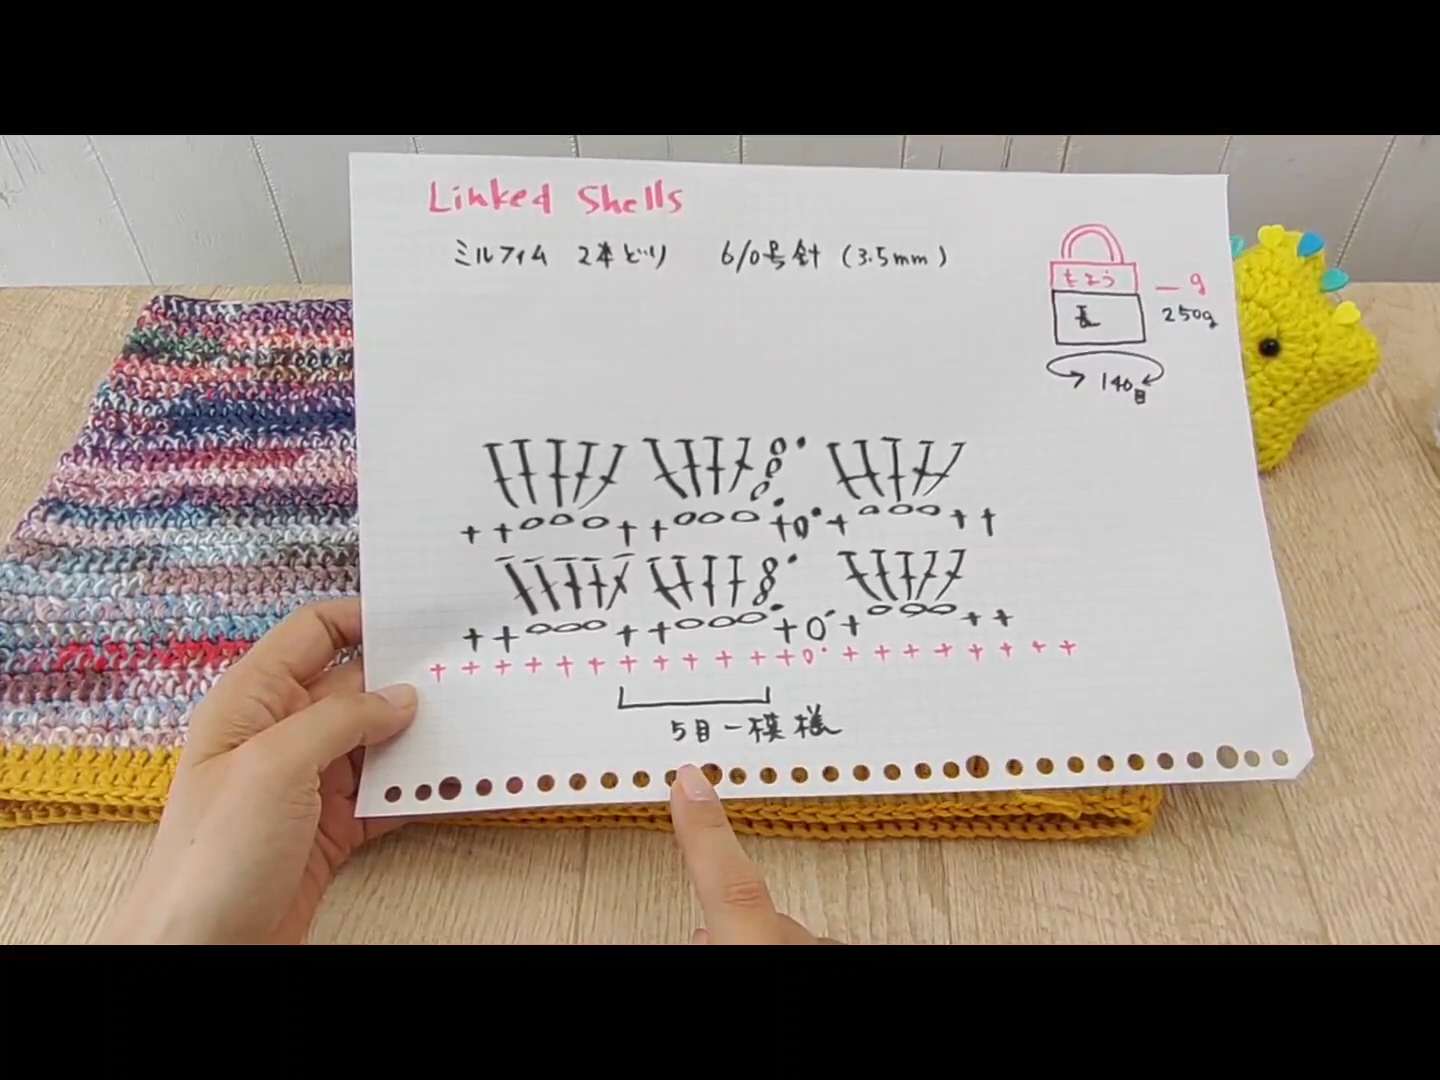 Linked Shells
ミルフィム 2本どり 6/0号針 (3.5mm)
もよう
— g
長
250g
140目
5目一模様